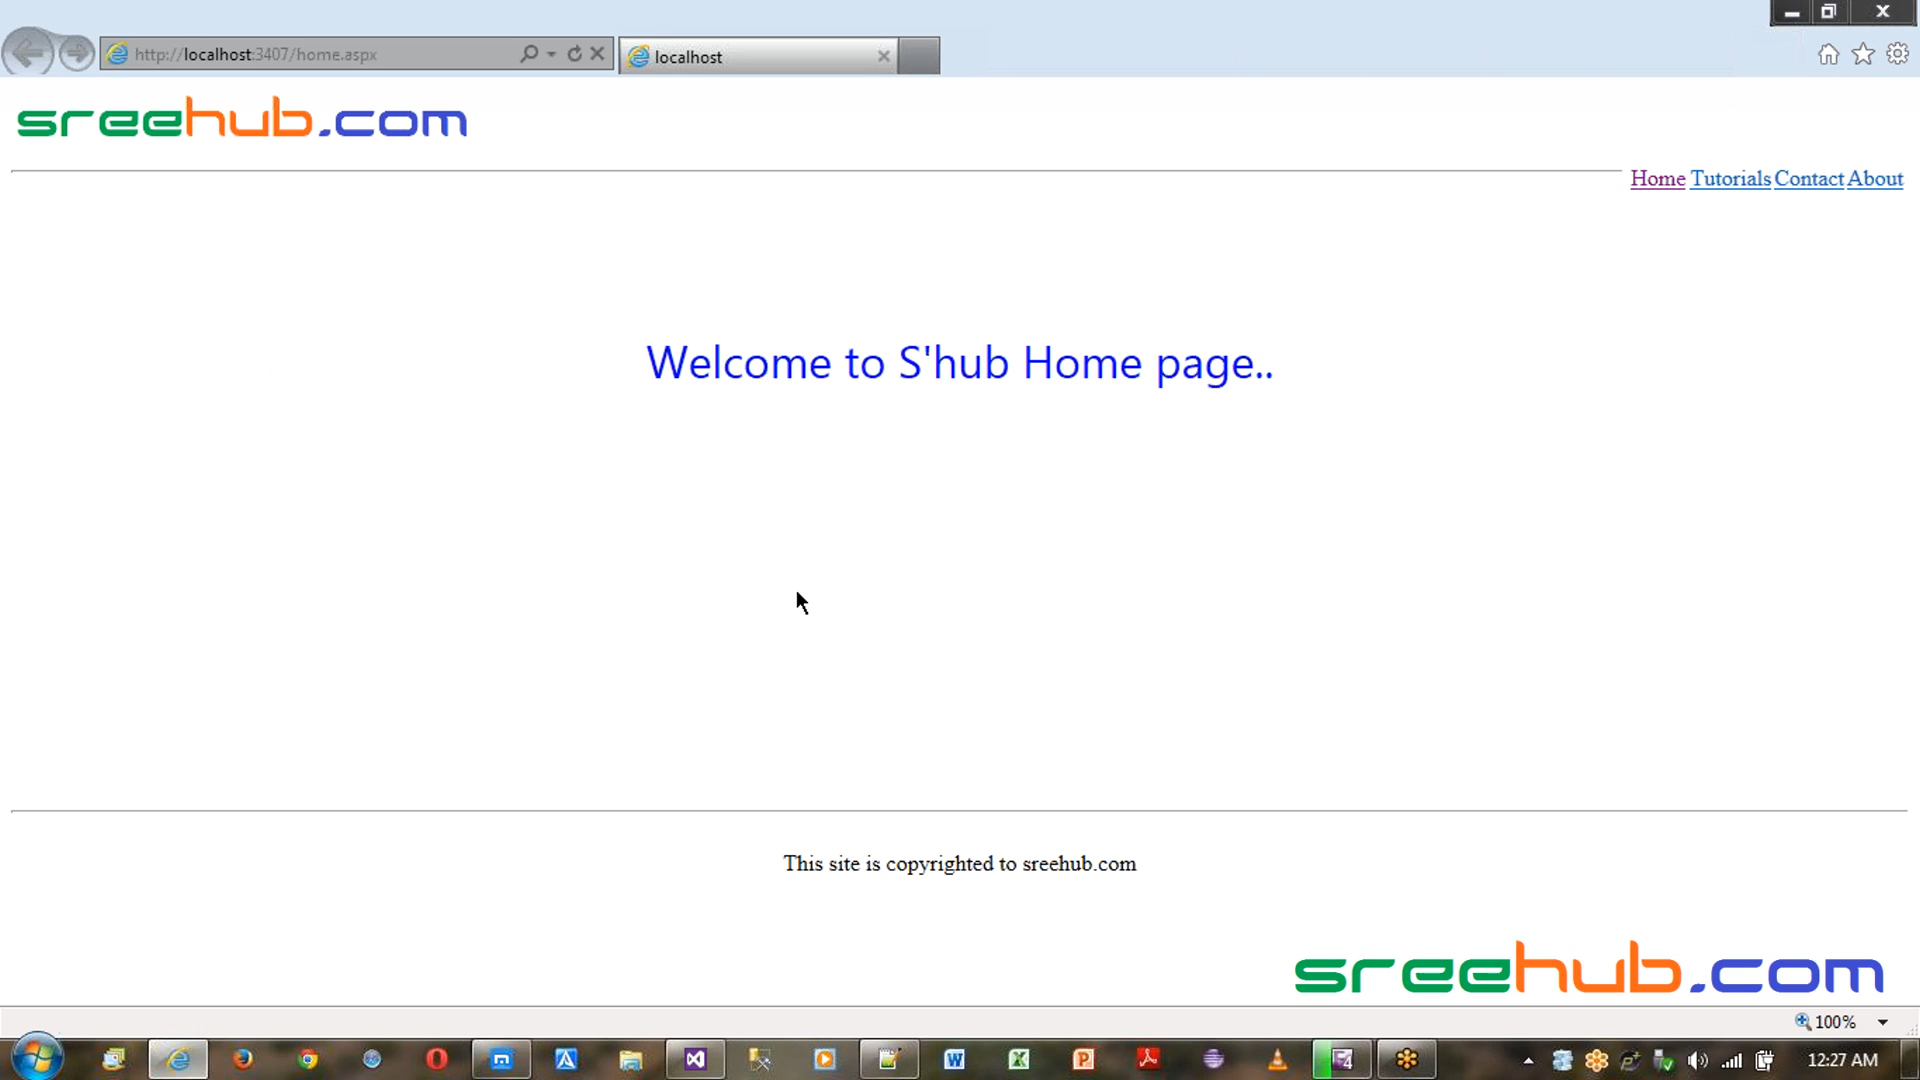 http://localhost:3407/home.aspx
localhost
sreehub.com
Home Tutorials Contact About
Welcome to S'hub Home page..
This site is copyrighted to sreehub.com
sreehub.com
100%
12:27 AM